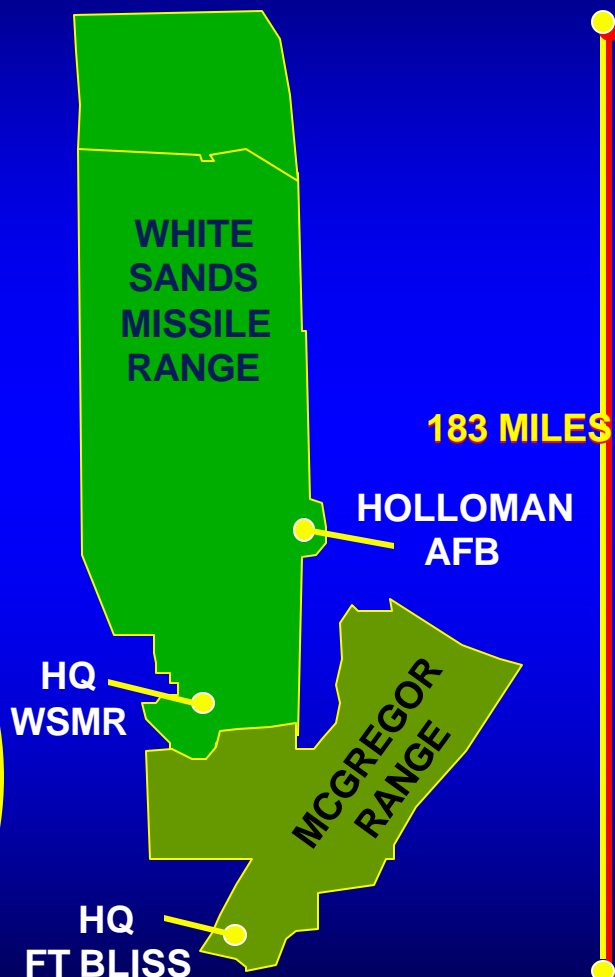 WHITE
SANDS
MISSILE
RANGE
183 MILES
HOLLOMAN
AFB
HQ
WSMR
MCGREGOR
RANGE
HQ
FT BLISS